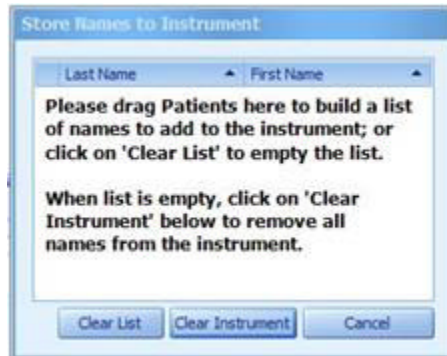 Store Names to Instrument
Last Name First Name
Please drag Patients here to build a list
of names to add to the instrument; or
click on 'Clear List' to empty the list.
When list is empty, click on 'Clear
Instrument' below to remove all
names from the instrument.
Clear List Clear Instrument Cancel